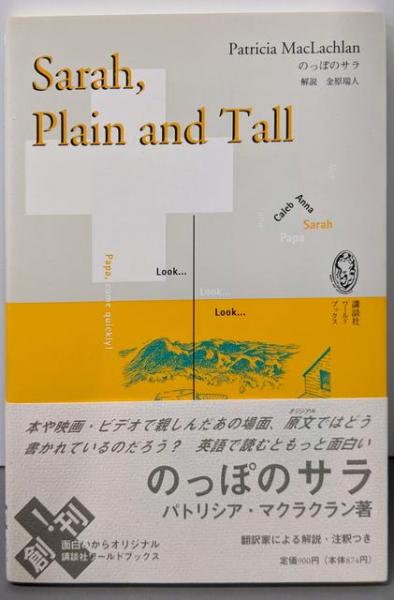 Patricia MacLachlan
のっぽのサラ
解説 金原瑞人
Sarah,
Plain and Tall
Caleb
Anna
Sarah
Papa
Papa, come quickly!
Look...
Look...
Look...
講談社
ワールド
ブックス
本や映画・ビデオで親しんだあの場面、原文ではどう
オリジナル
書かれているのだろう? 英語で読むともっと面白い
のっぽのサラ
パトリシア・マクラクラン著
創・刊!
面白いからオリジナル
講談社ワールドブックス
翻訳家による解説・注釈つき
定価900円(本体874円)